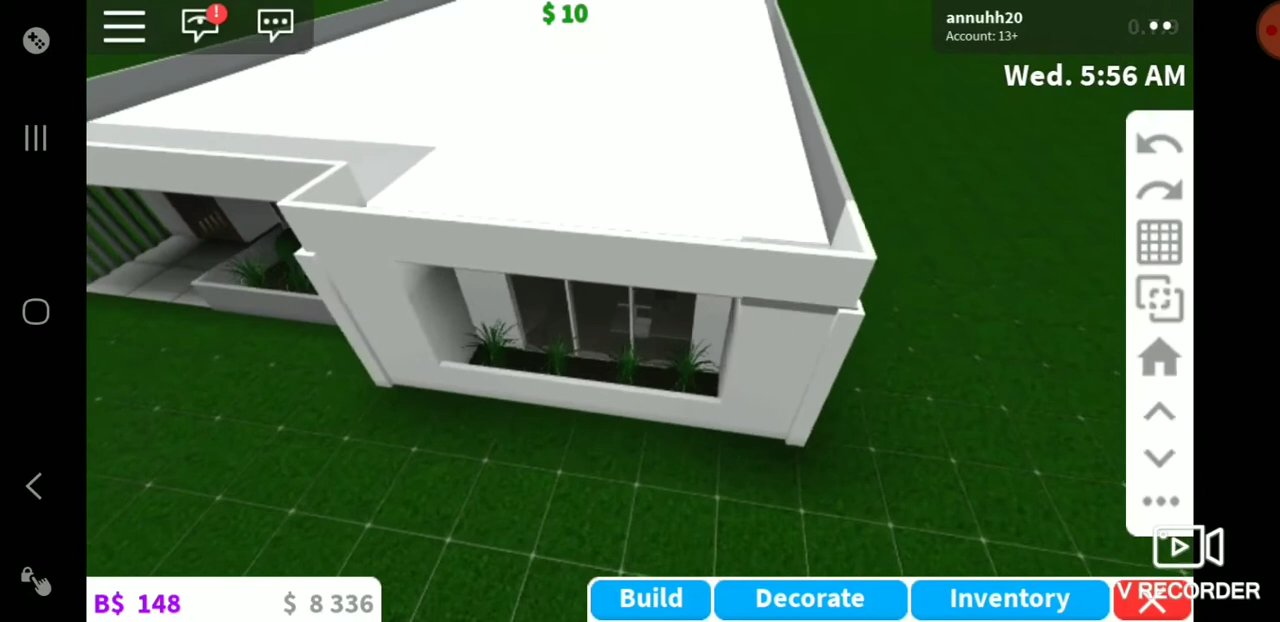 $ 10
annuhh20
Account: 13+
Wed. 5:56 AM
B$ 148
$ 8 336
Build
Decorate
Inventory
V RECORDER